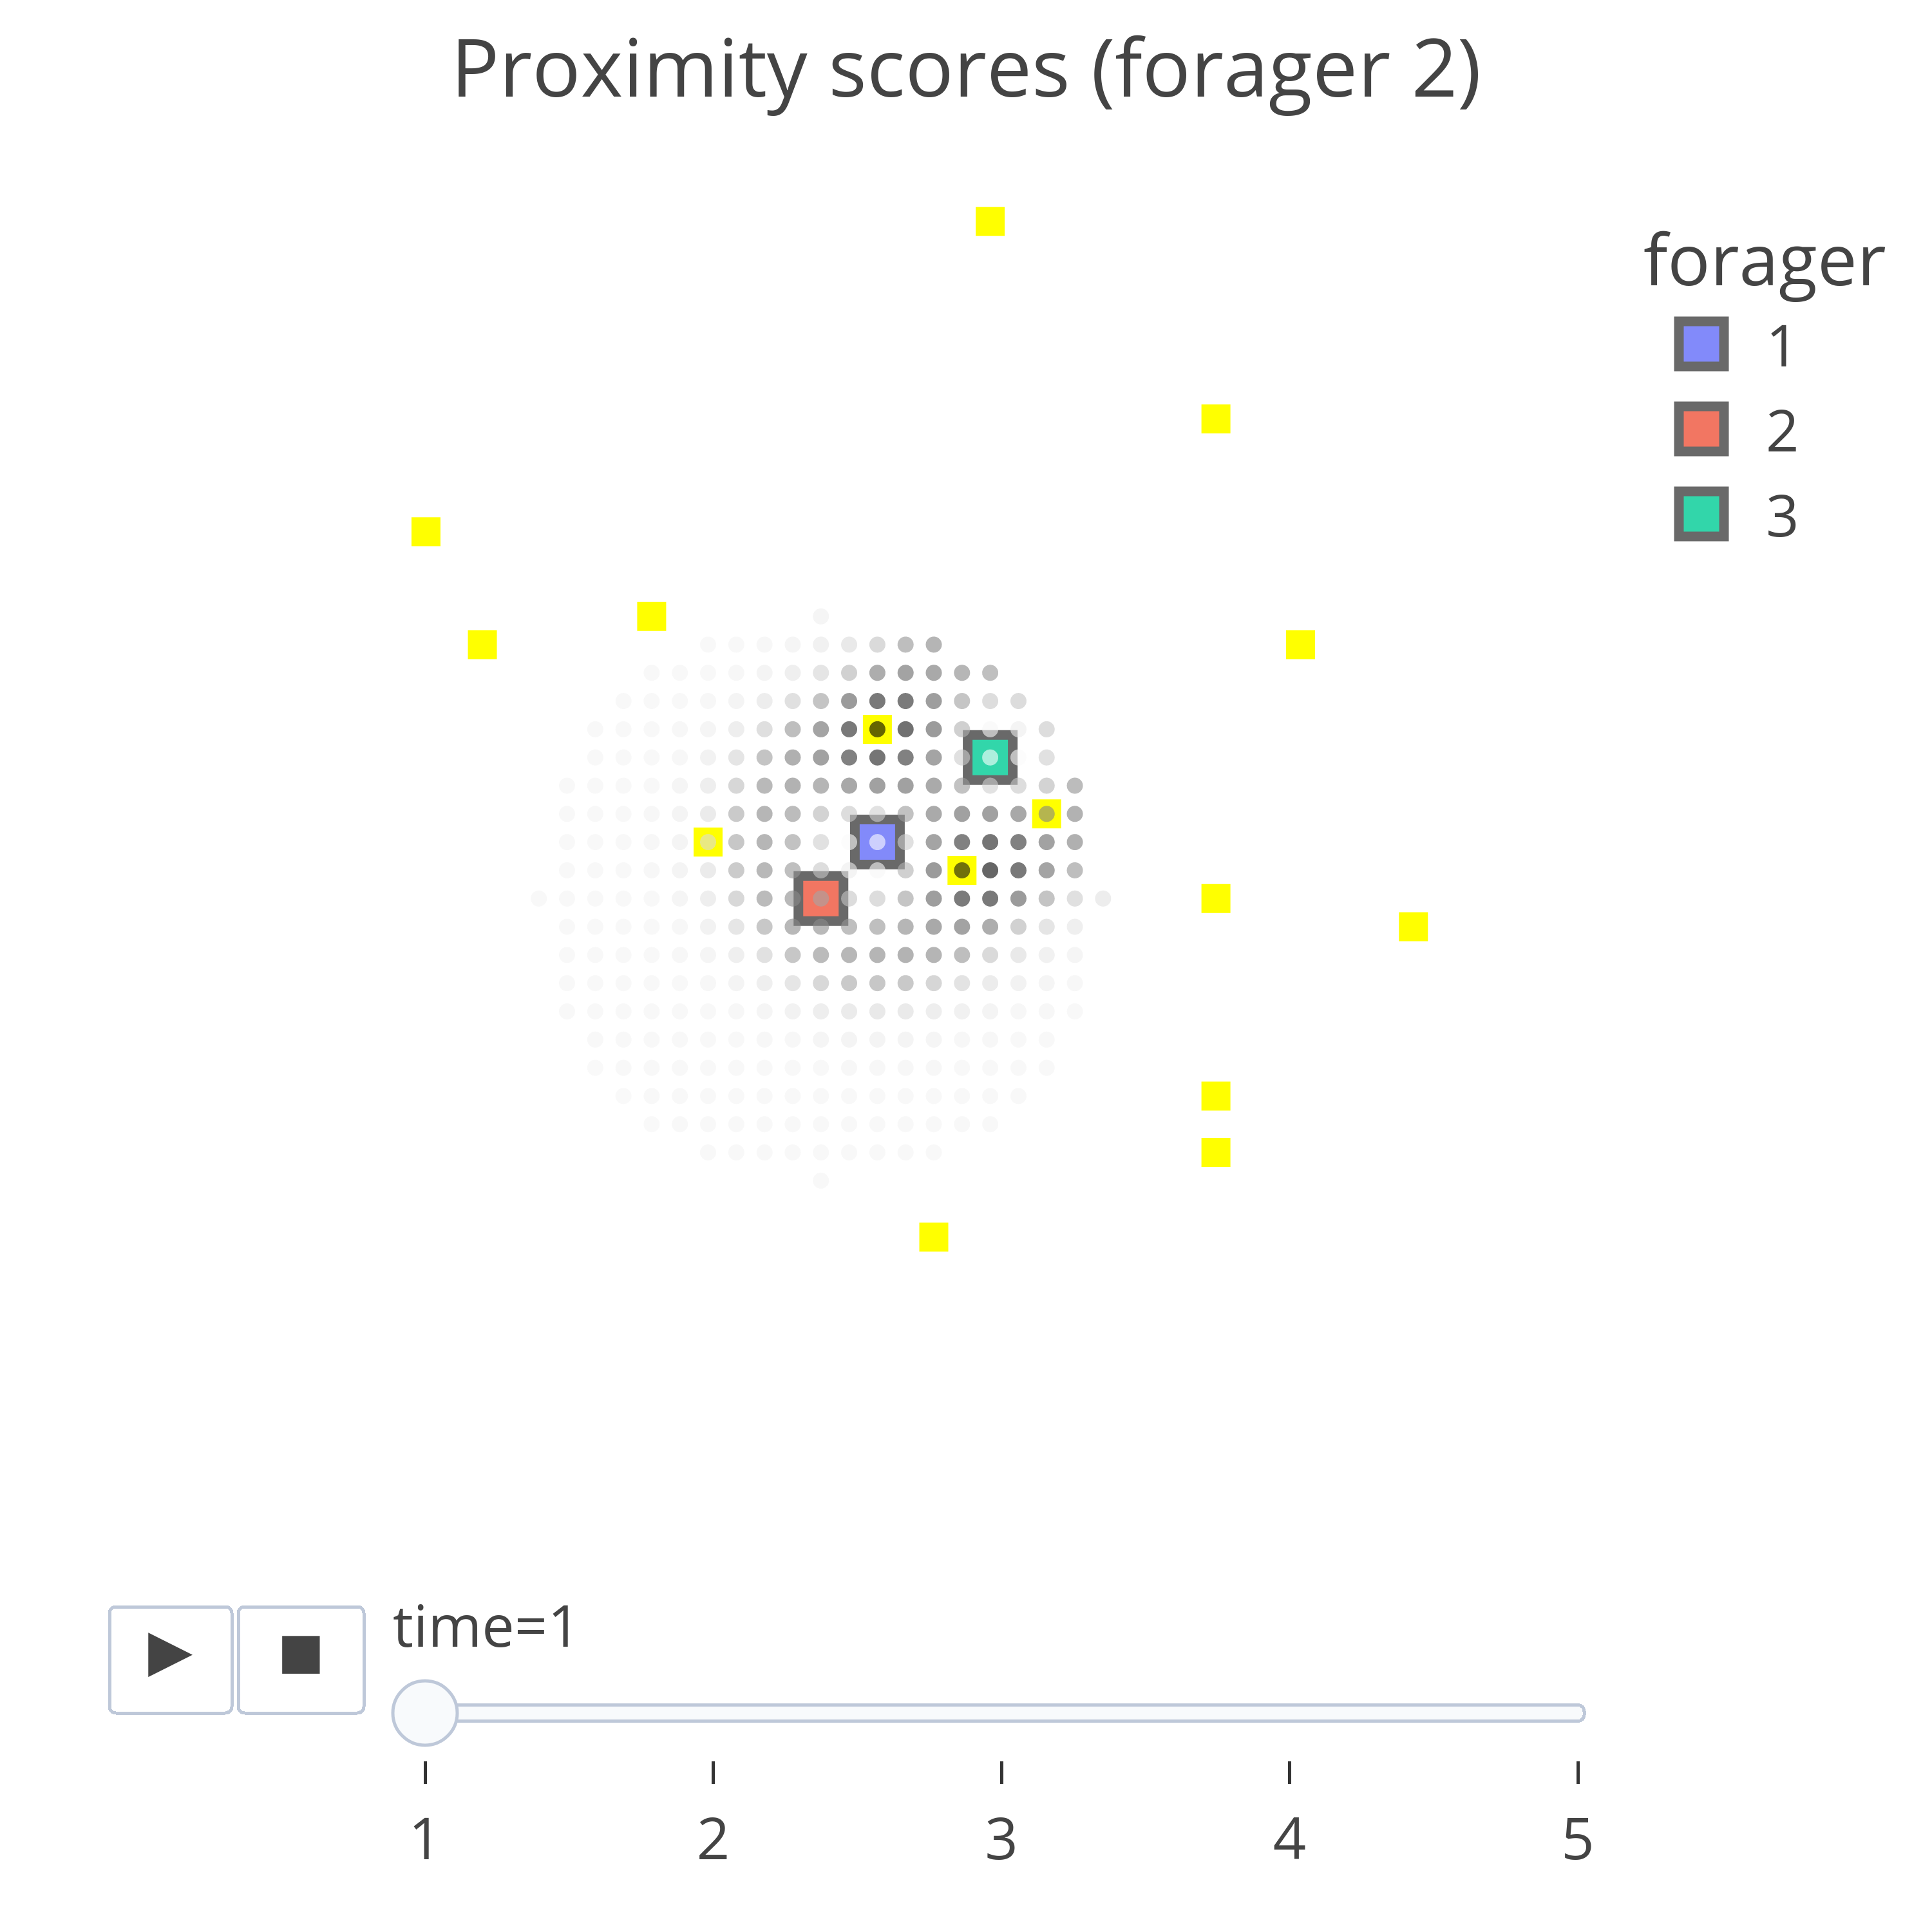 Proximity scores (forager 2)
forager
1
2
3
time=1
1 2 3 4 5